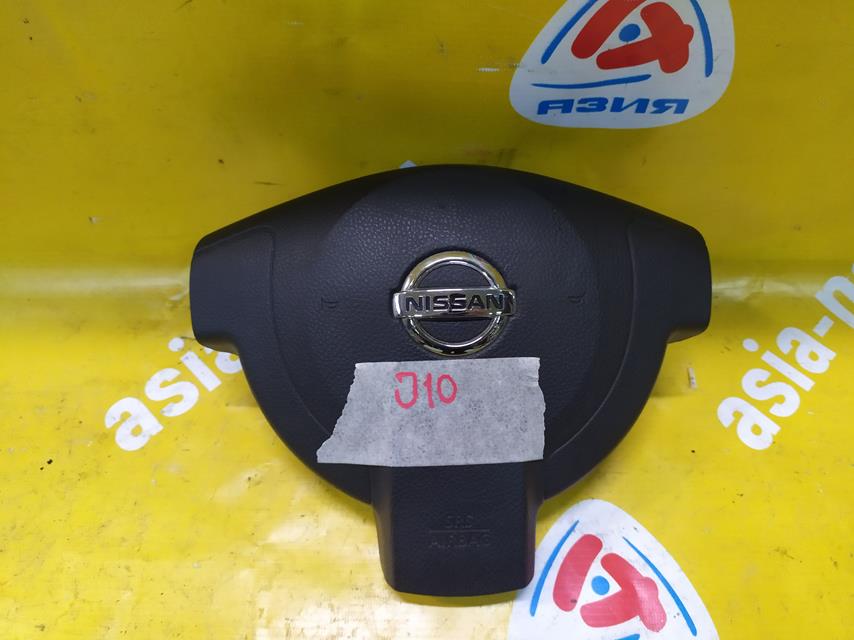 АЗИЯ
NISSAN
J10
SRS
AIRBAG
asia-
asia-